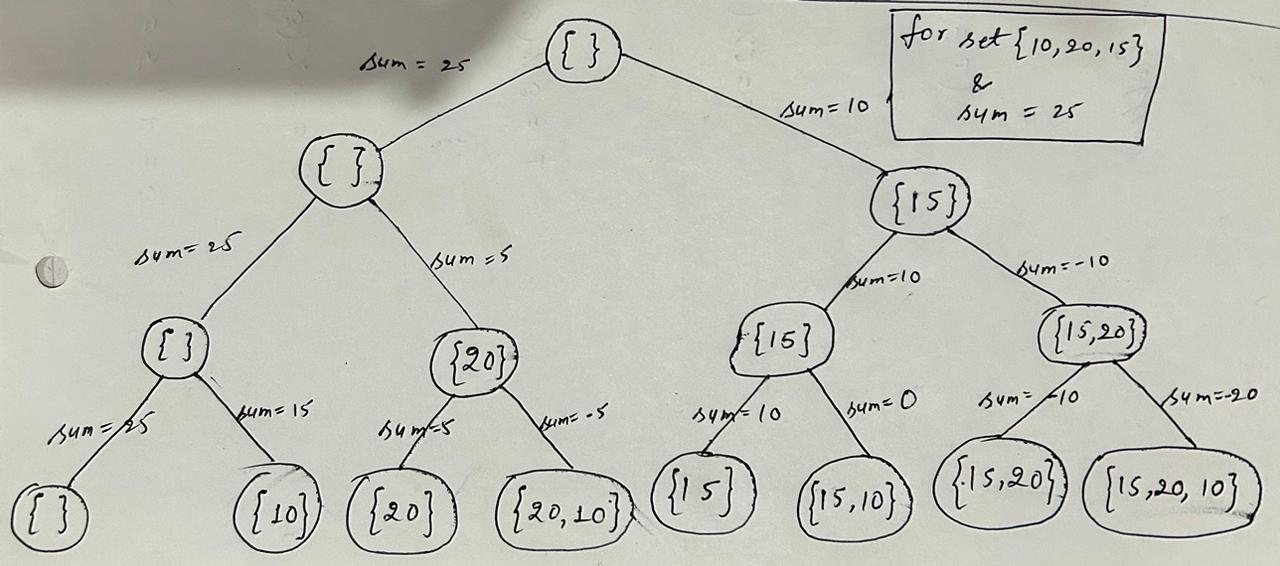 { }
for set {10,20,15}
&
sum = 25
sum = 25
sum=10
{ }
{15}
sum= 25
sum =5
sum=10
sum=-10
{ }
{20}
{15}
{15,20}
sum= 25
sum=15
sum=5
sum= -5
sum= 10
sum= 0
sum= -10
sum=-20
{ }
{10}
{20}
{20,10}
{15}
{15,10}
{15,20}
{15,20,10}